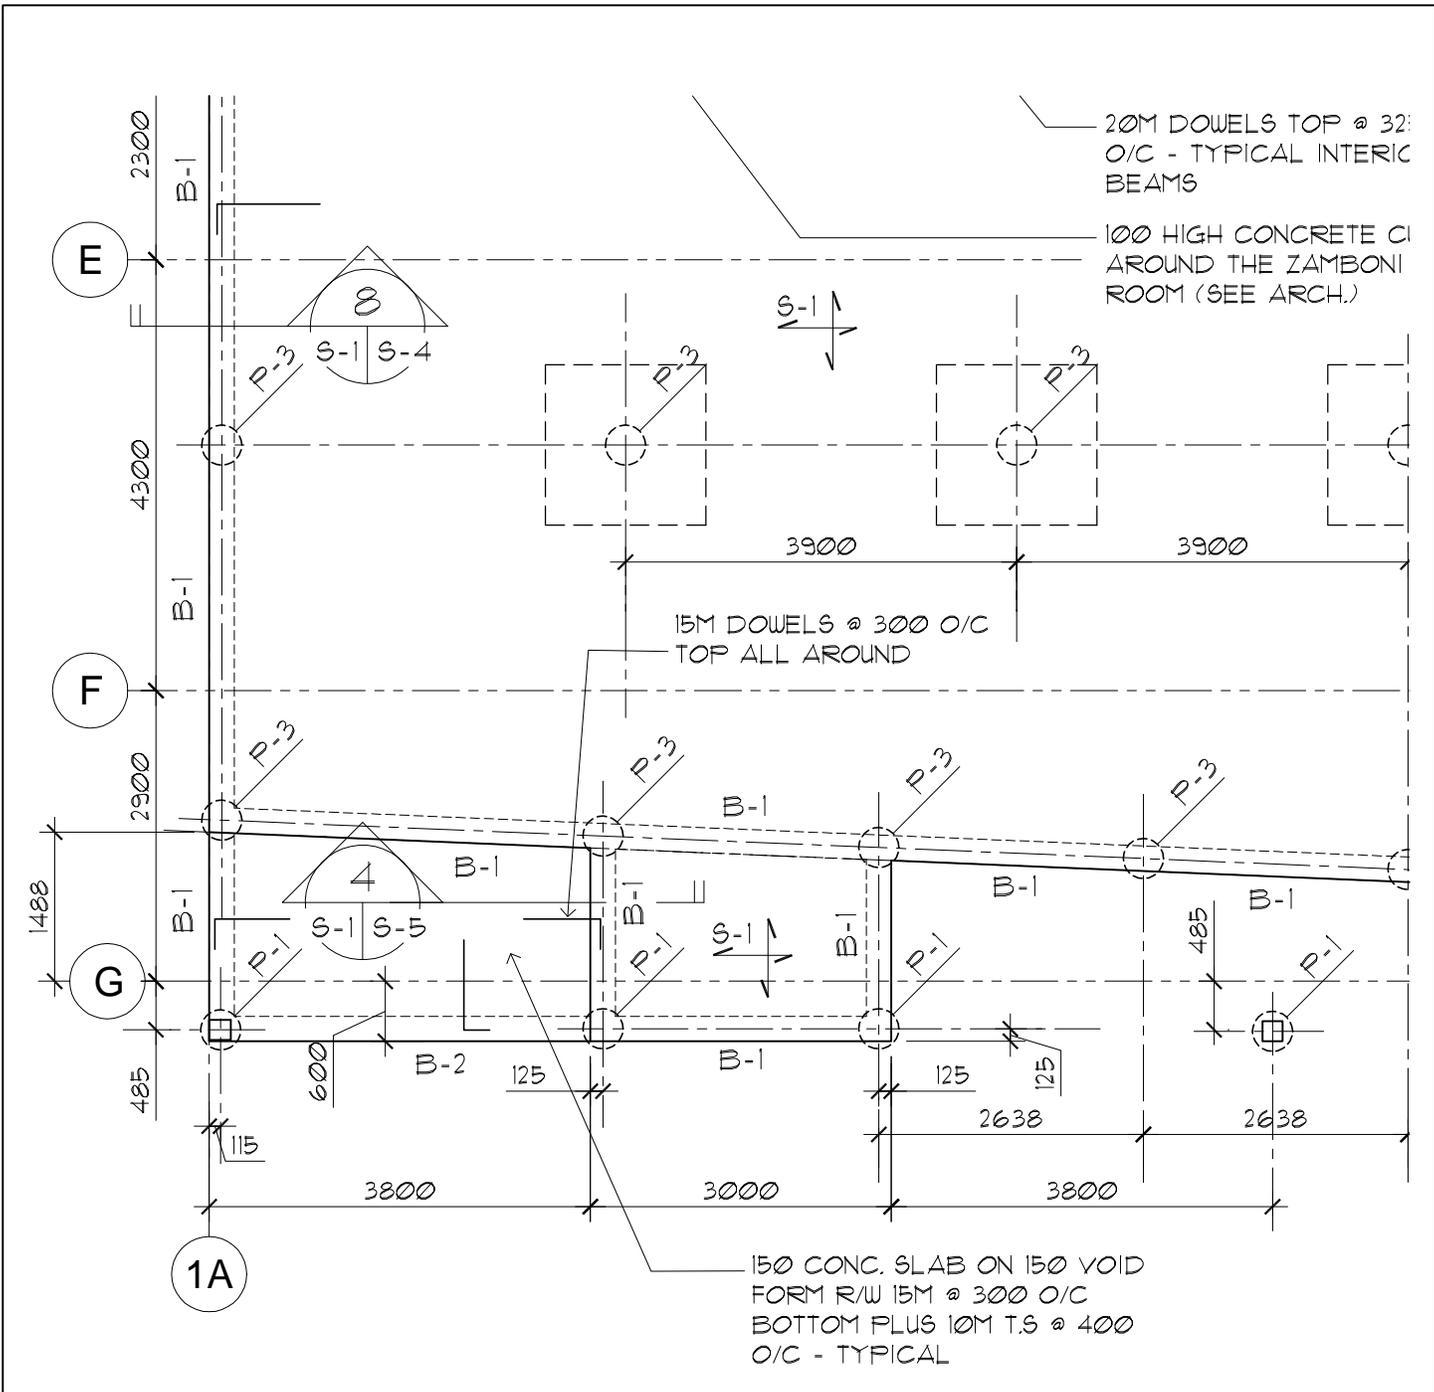 2300
B-1
20M DOWELS TOP @ 32
O/C - TYPICAL INTERIO
BEAMS
100 HIGH CONCRETE CU
AROUND THE ZAMBONI
ROOM (SEE ARCH.)
E
8
S-1 S-4
S-1
P-3
P-3
P-3
4300
3900
3900
B-1
15M DOWELS @ 300 O/C
TOP ALL AROUND
F
2900
P-3
P-3
P-3
P-3
B-1
B-1
B-1
B-1
1488
B-1
4
S-1 S-5
B-1
S-1
B-1
485
P-1
P-1
P-1
P-1
G
485
600
B-2
125
B-1
125
125
115
2638
2638
3800
3000
3800
1A
150 CONC. SLAB ON 150 VOID
FORM R/W 15M @ 300 O/C
BOTTOM PLUS 10M T.S @ 400
O/C - TYPICAL